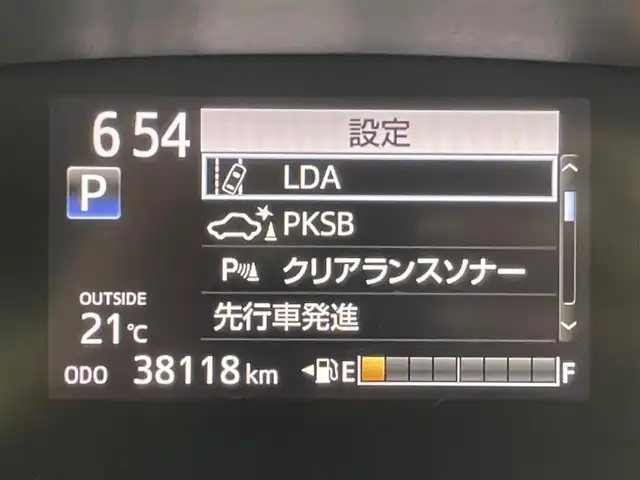 6 54
設定
P
LDA
PKSB
P クリアランスソナー
先行車発進
OUTSIDE
21℃
ODO 38118 km
E F